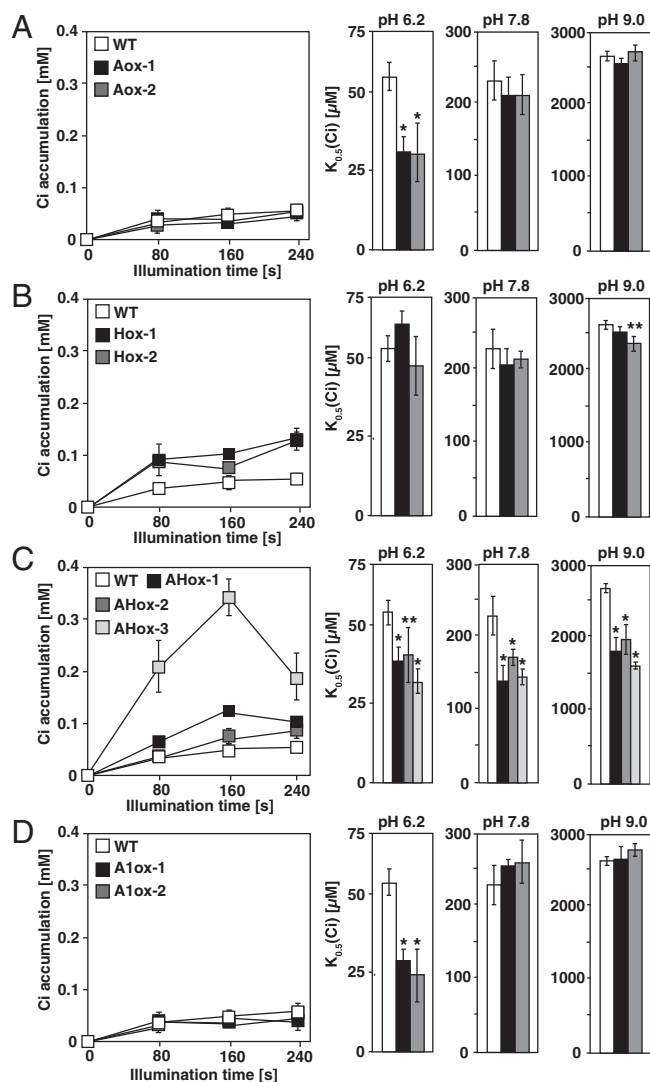 A
Ci accumulation [mM]
0.4
0.3
0.2
0.1
0
WT
Aox-1
Aox-2
0 80 160 240
Illumination time [s]
pH 6.2 pH 7.8 pH 9.0
K0.5(Ci) [µM]
75
50
25
0
* *
300
200
100
0
3000
2000
1000
0
B
Ci accumulation [mM]
0.4
0.3
0.2
0.1
0
WT
Hox-1
Hox-2
0 80 160 240
Illumination time [s]
pH 6.2 pH 7.8 pH 9.0
K0.5(Ci) [µM]
75
50
25
0
300
200
100
0
3000
2000
1000
0
**
C
Ci accumulation [mM]
0.4
0.3
0.2
0.1
0
WT AHox-1
AHox-2
AHox-3
0 80 160 240
Illumination time [s]
pH 6.2 pH 7.8 pH 9.0
K0.5(Ci) [µM]
75
50
25
0
* ** *
300
200
100
0
* * *
3000
2000
1000
0
* * *
D
Ci accumulation [mM]
0.4
0.3
0.2
0.1
0
WT
A1ox-1
A1ox-2
0 80 160 240
Illumination time [s]
pH 6.2 pH 7.8 pH 9.0
K0.5(Ci) [µM]
75
50
25
0
* *
300
200
100
0
3000
2000
1000
0